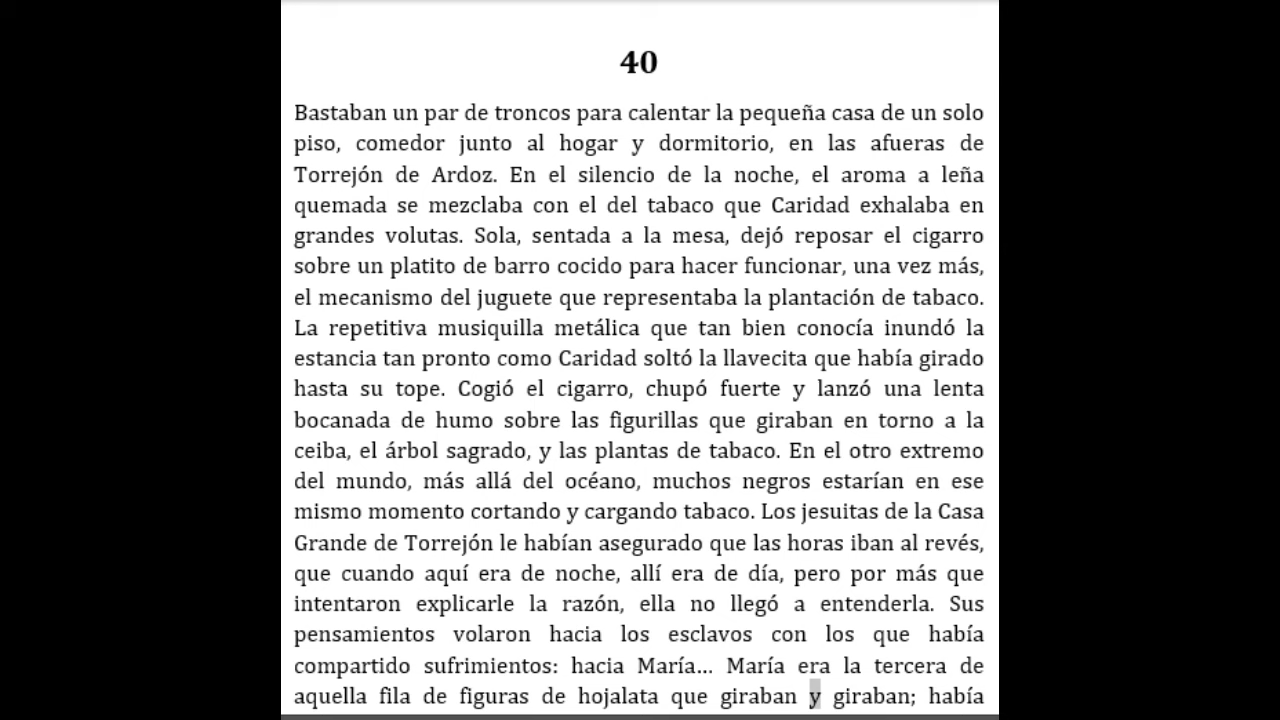 40
Bastaban un par de troncos para calentar la pequeña casa de un solo
piso, comedor junto al hogar y dormitorio, en las afueras de
Torrejón de Ardoz. En el silencio de la noche, el aroma a leña
quemada se mezclaba con el del tabaco que Caridad exhalaba en
grandes volutas. Sola, sentada a la mesa, dejó reposar el cigarro
sobre un platito de barro cocido para hacer funcionar, una vez más,
el mecanismo del juguete que representaba la plantación de tabaco.
La repetitiva musiquilla metálica que tan bien conocía inundó la
estancia tan pronto como Caridad soltó la llavecita que había girado
hasta su tope. Cogió el cigarro, chupó fuerte y lanzó una lenta
bocanada de humo sobre las figurillas que giraban en torno a la
ceiba, el árbol sagrado, y las plantas de tabaco. En el otro extremo
del mundo, más allá del océano, muchos negros estarían en ese
mismo momento cortando y cargando tabaco. Los jesuitas de la Casa
Grande de Torrejón le habían asegurado que las horas iban al revés,
que cuando aquí era de noche, allí era de día, pero por más que
intentaron explicarle la razón, ella no llegó a entenderla. Sus
pensamientos volaron hacia los esclavos con los que había
compartido sufrimientos: hacia María... María era la tercera de
aquella fila de figuras de hojalata que giraban y giraban; había